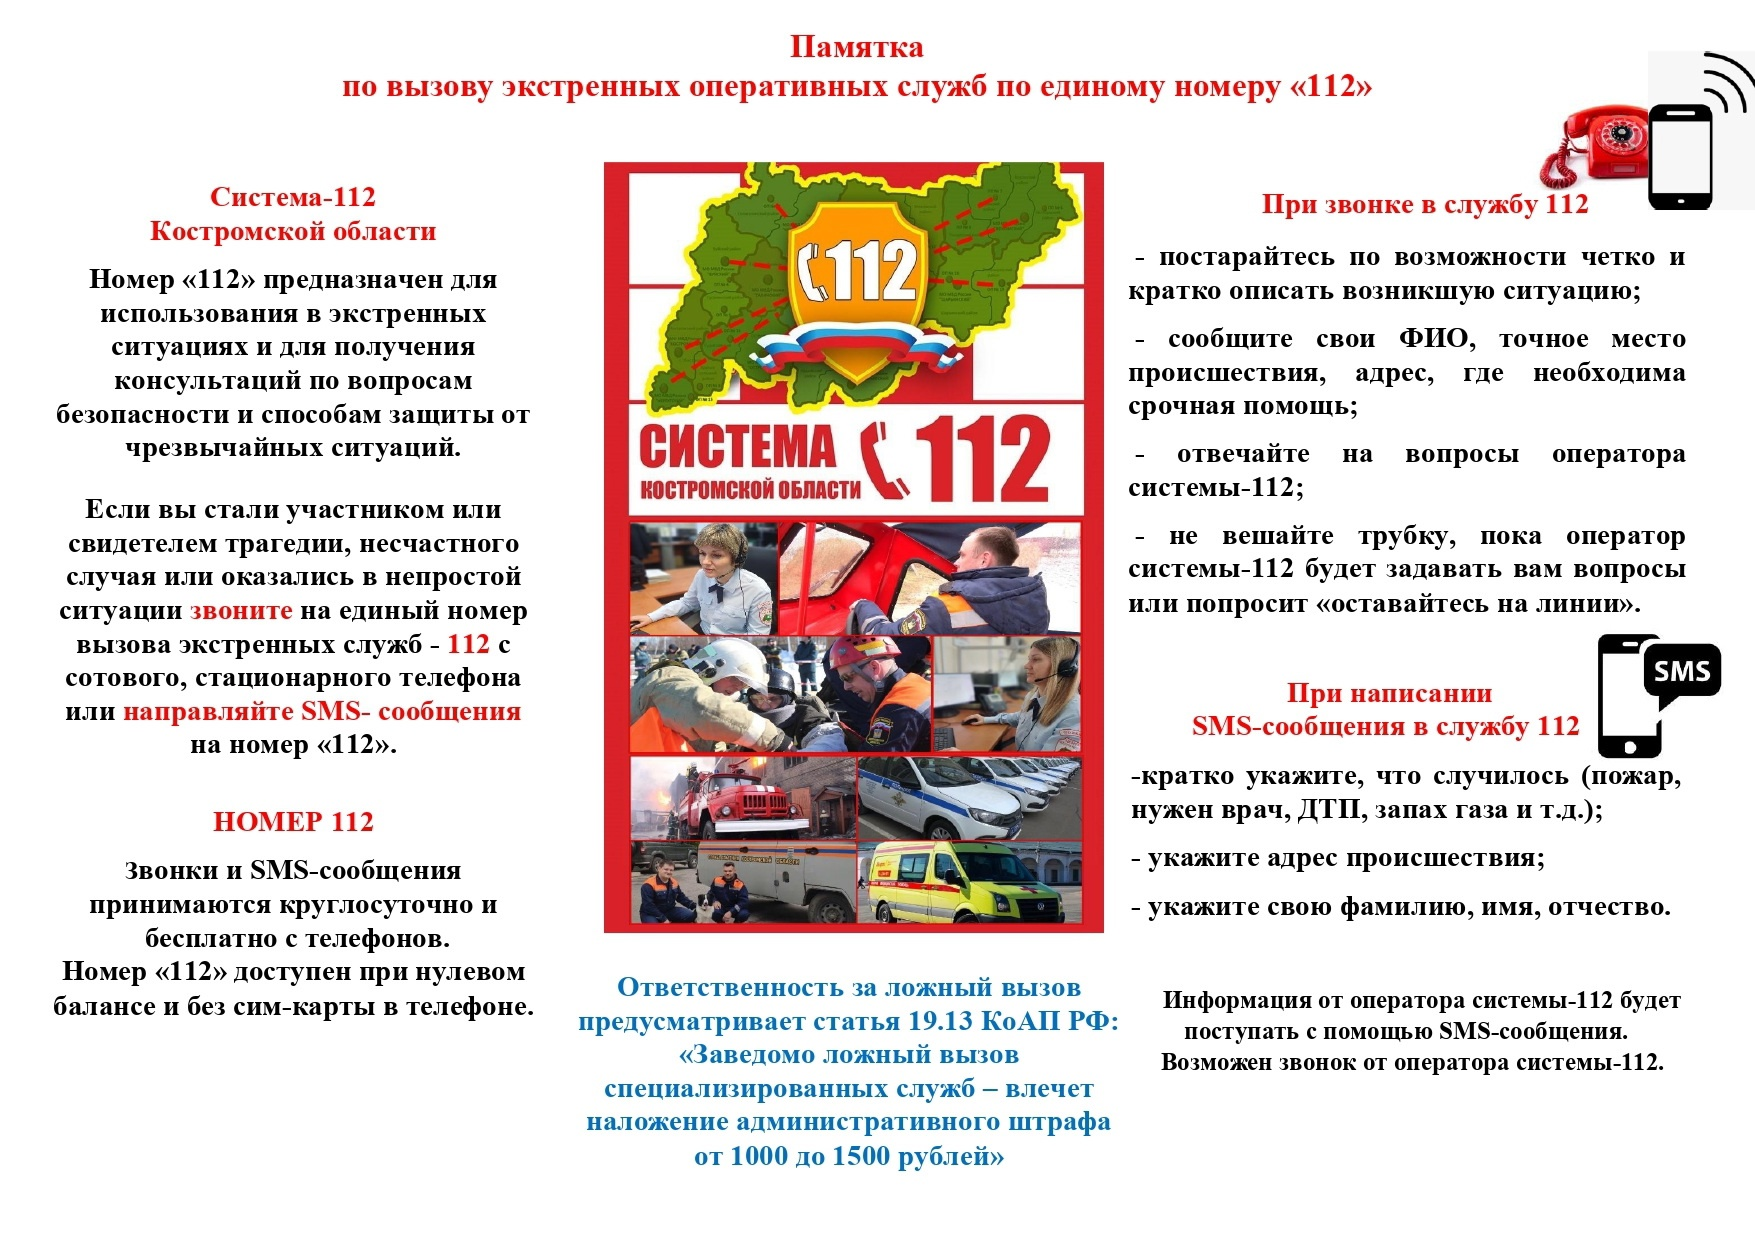 Памятка
по вызову экстренных оперативных служб по единому номеру «112»
Система-112
Костромской области
Номер «112» предназначен для
использования в экстренных
ситуациях и для получения
консультаций по вопросам
безопасности и способам защиты от
чрезвычайных ситуаций.
Если вы стали участником или
свидетелем трагедии, несчастного
случая или оказались в непростой
ситуации звоните на единый номер
вызова экстренных служб - 112 с
сотового, стационарного телефона
или направляйте SMS- сообщения
на номер «112».
НОМЕР 112
Звонки и SMS-сообщения
принимаются круглосуточно и
бесплатно с телефонов.
Номер «112» доступен при нулевом
балансе и без сим-карты в телефоне.
112
СИСТЕМА
КОСТРОМСКОЙ ОБЛАСТИ
112
Ответственность за ложный вызов
предусматривает статья 19.13 КоАП РФ:
«Заведомо ложный вызов
специализированных служб – влечет
наложение административного штрафа
от 1000 до 1500 рублей»
При звонке в службу 112
- постарайтесь по возможности четко и
кратко описать возникшую ситуацию;
- сообщите свои ФИО, точное место
происшествия, адрес, где необходима
срочная помощь;
- отвечайте на вопросы оператора
системы-112;
- не вешайте трубку, пока оператор
системы-112 будет задавать вам вопросы
или попросит «оставайтесь на линии».
SMS
При написании
SMS-сообщения в службу 112
-кратко укажите, что случилось (пожар,
нужен врач, ДТП, запах газа и т.д.);
- укажите адрес происшествия;
- укажите свою фамилию, имя, отчество.
Информация от оператора системы-112 будет
поступать с помощью SMS-сообщения.
Возможен звонок от оператора системы-112.